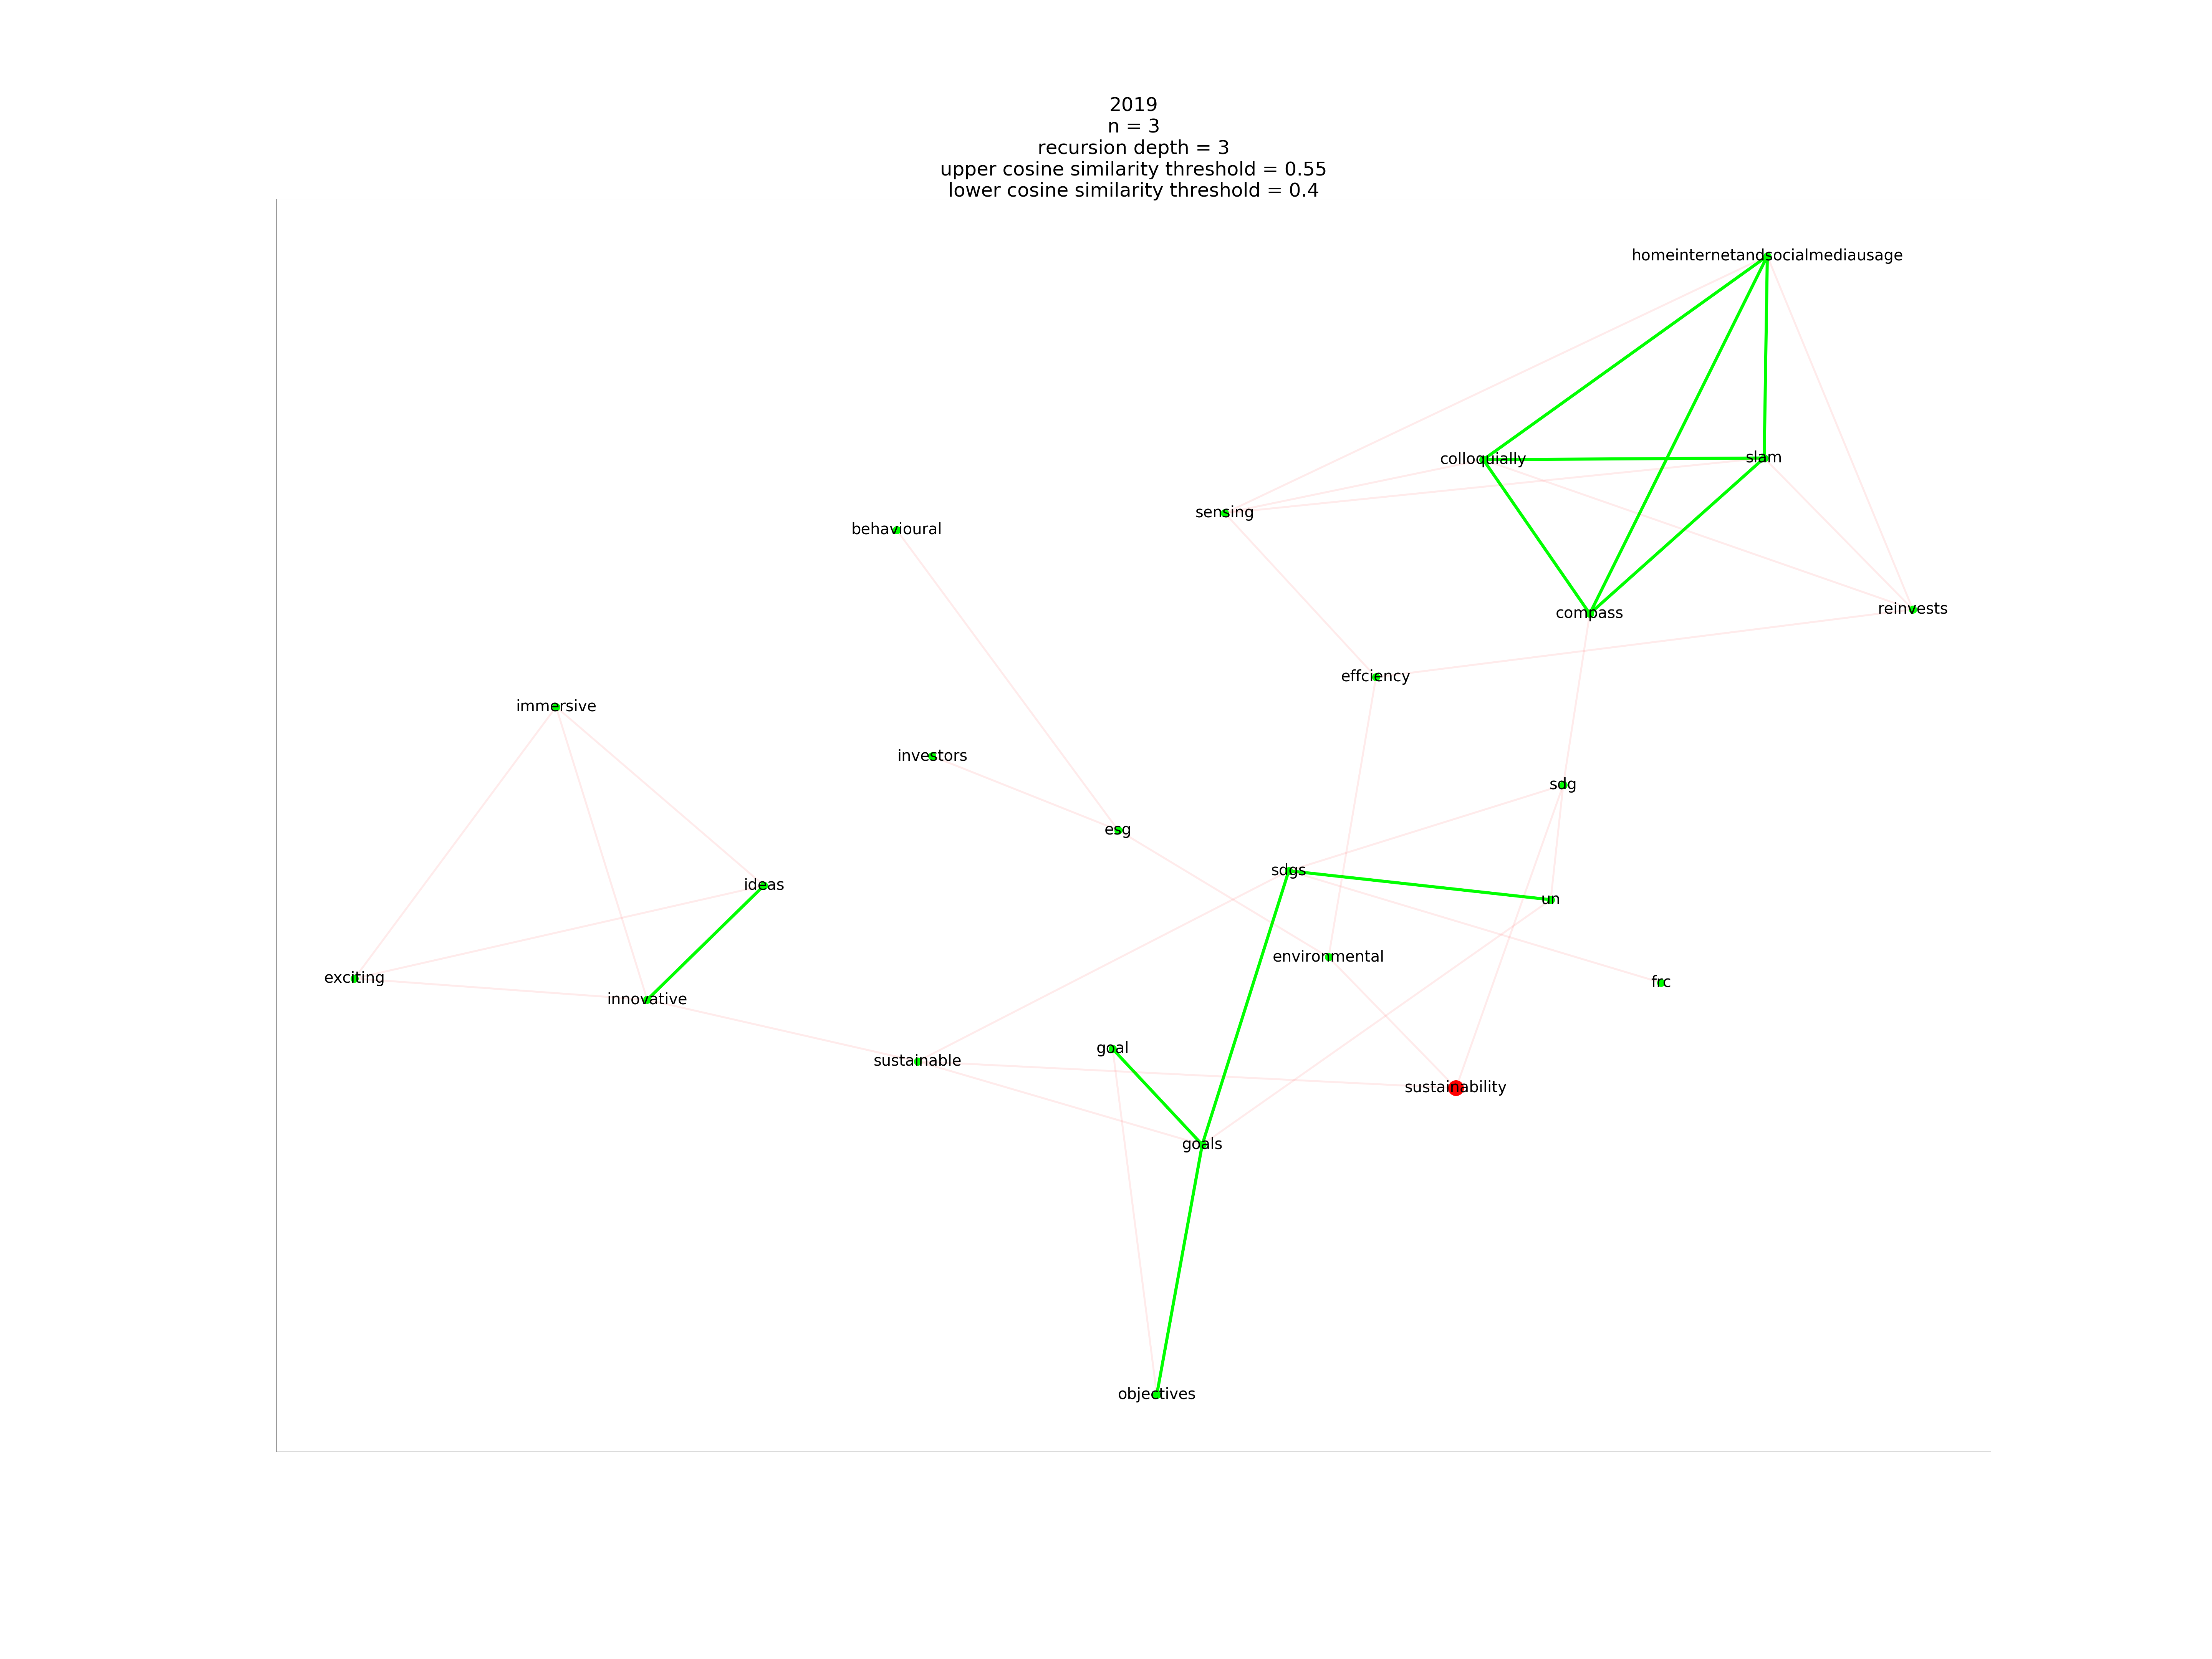 2019
n = 3
recursion depth = 3
upper cosine similarity threshold = 0.55
lower cosine similarity threshold = 0.4
homeinternetandsocialmediausage
colloquially
slam
sensing
behavioural
compass
reinvests
effciency
immersive
investors
sdg
esg
sdgs
ideas
un
environmental
exciting
frc
innovative
goal
sustainable
sustainability
goals
objectives